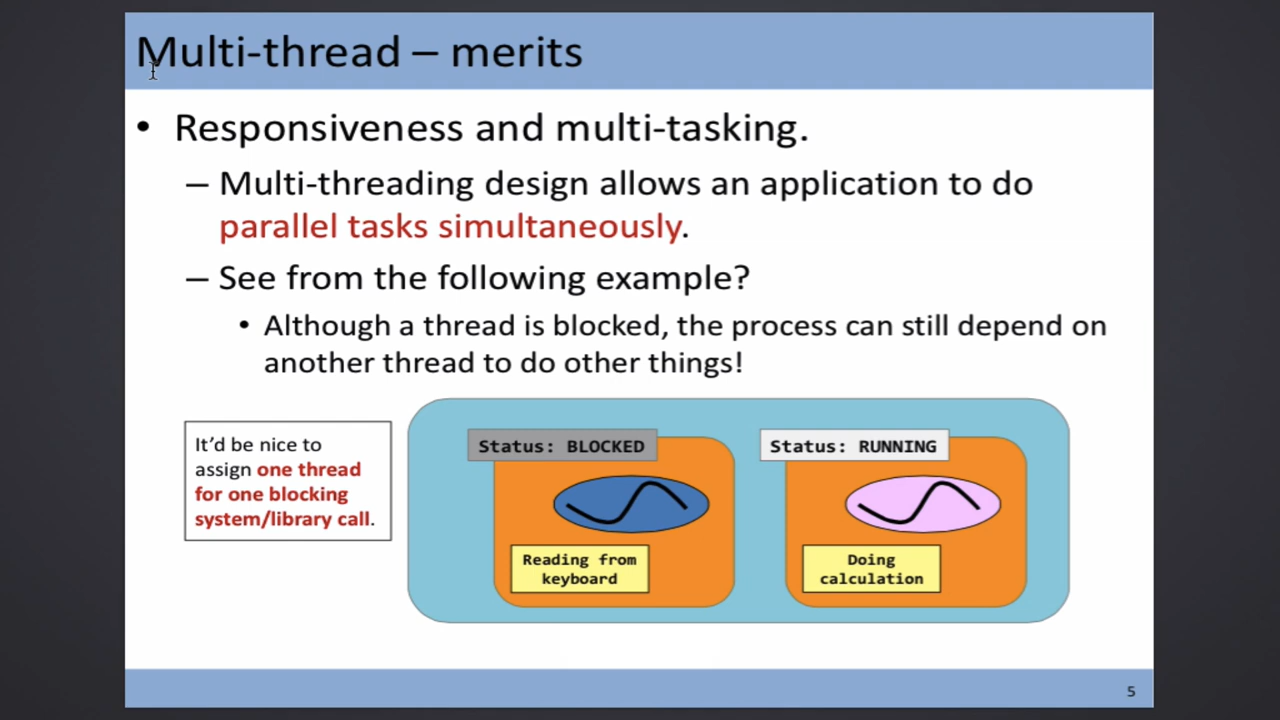 Multi-thread – merits
• Responsiveness and multi-tasking.
– Multi-threading design allows an application to do
parallel tasks simultaneously.
– See from the following example?
• Although a thread is blocked, the process can still depend on
another thread to do other things!
It'd be nice to
assign one thread
for one blocking
system/library call.
Status: BLOCKED
Reading from
keyboard
Status: RUNNING
Doing
calculation
5